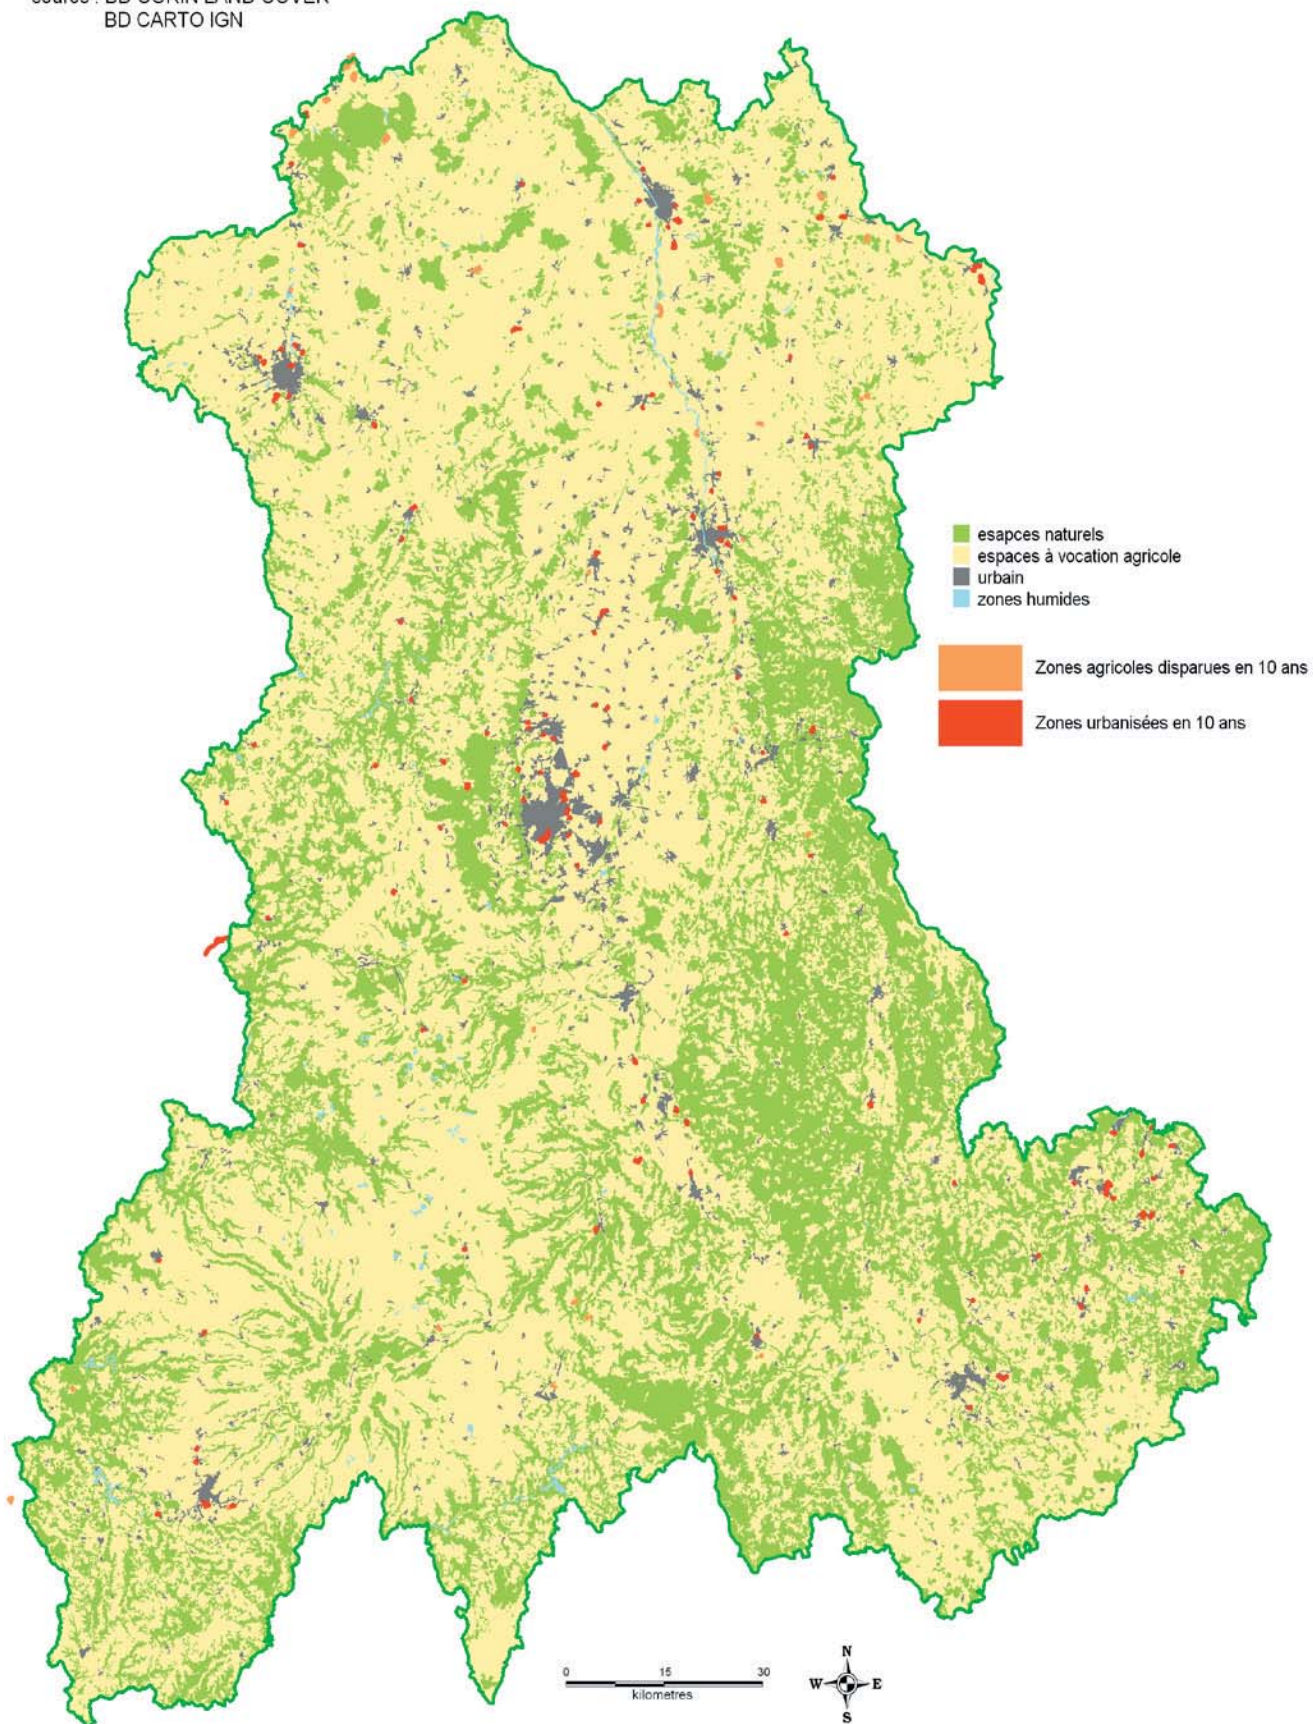 BD CARTO IGN
esapces naturels
espaces à vocation agricole
urbain
zones humides
Zones agricoles disparues en 10 ans
Zones urbanisées en 10 ans
0 15 30
kilometres
N
W E
S